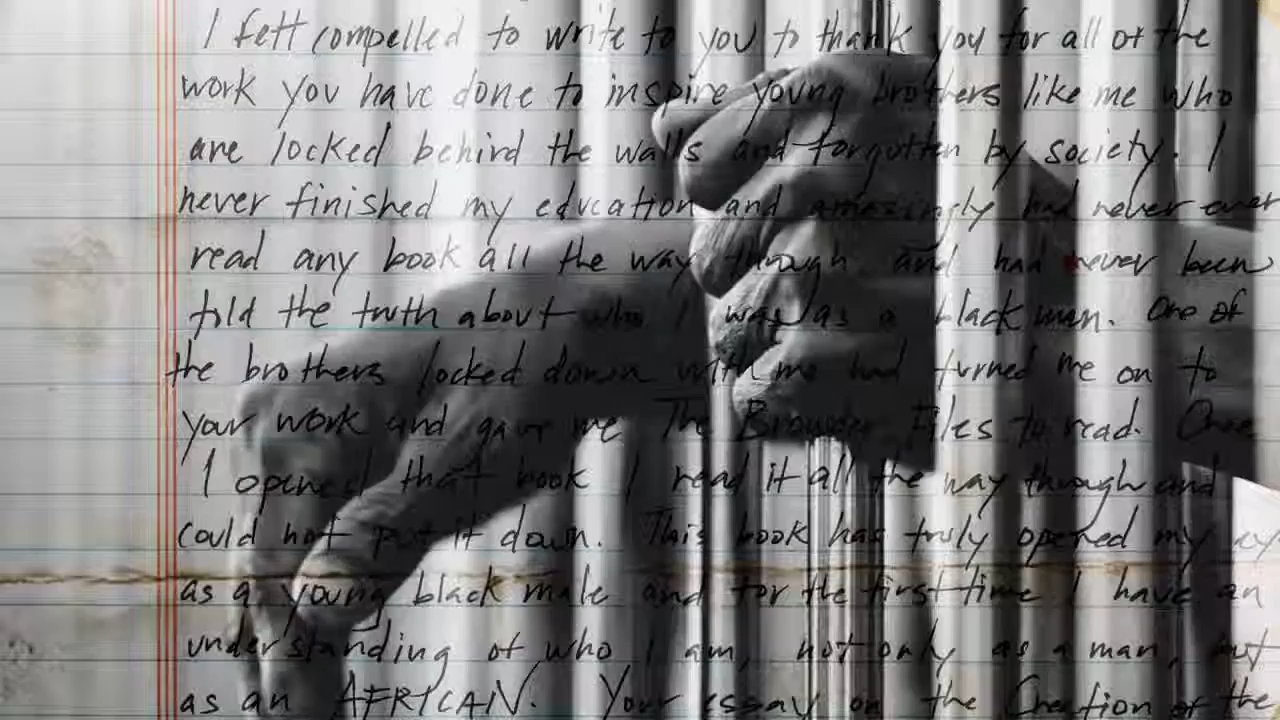 I fett compelled to write to you to thank you for all of the
work you have done to inspire young brothers like me who
are locked behind the walls and forgotten by society. I
never finished my education and amazingly had never ever
read any book all the way through and had never been
told the truth about who I was as a black man. One of
the brothers locked down with me had turned me on to
your work and gave me The Browder Files to read. Once
I opened that book I read it all the way through and
could not put it down. This book has truly opened my
as a young black male and for the first time I have an
understanding of who I am, not only as a man, but
as an AFRICAN. Your essay on the Creation of the